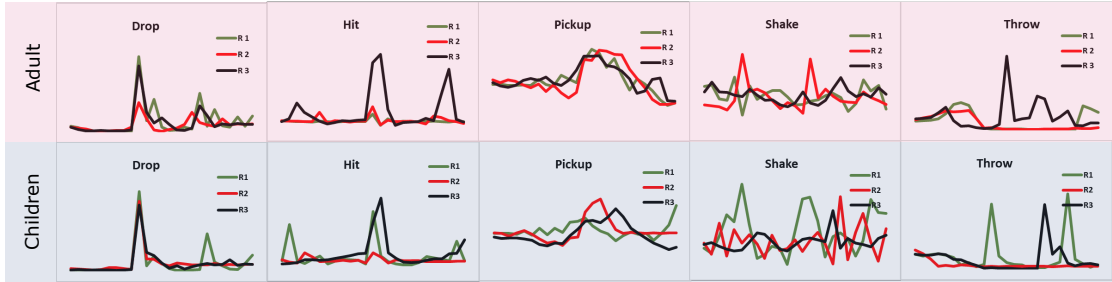 Adult
Drop
R 1
R 2
R 3
Hit
R 1
R 2
R 3
Pickup
R 1
R 2
R 3
Shake
R 1
R 2
R 3
Throw
R 1
R 2
R 3
Children
Drop
R1
R2
R3
Hit
R1
R2
R3
Pickup
R1
R2
R3
Shake
R1
R2
R3
Throw
R1
R2
R3